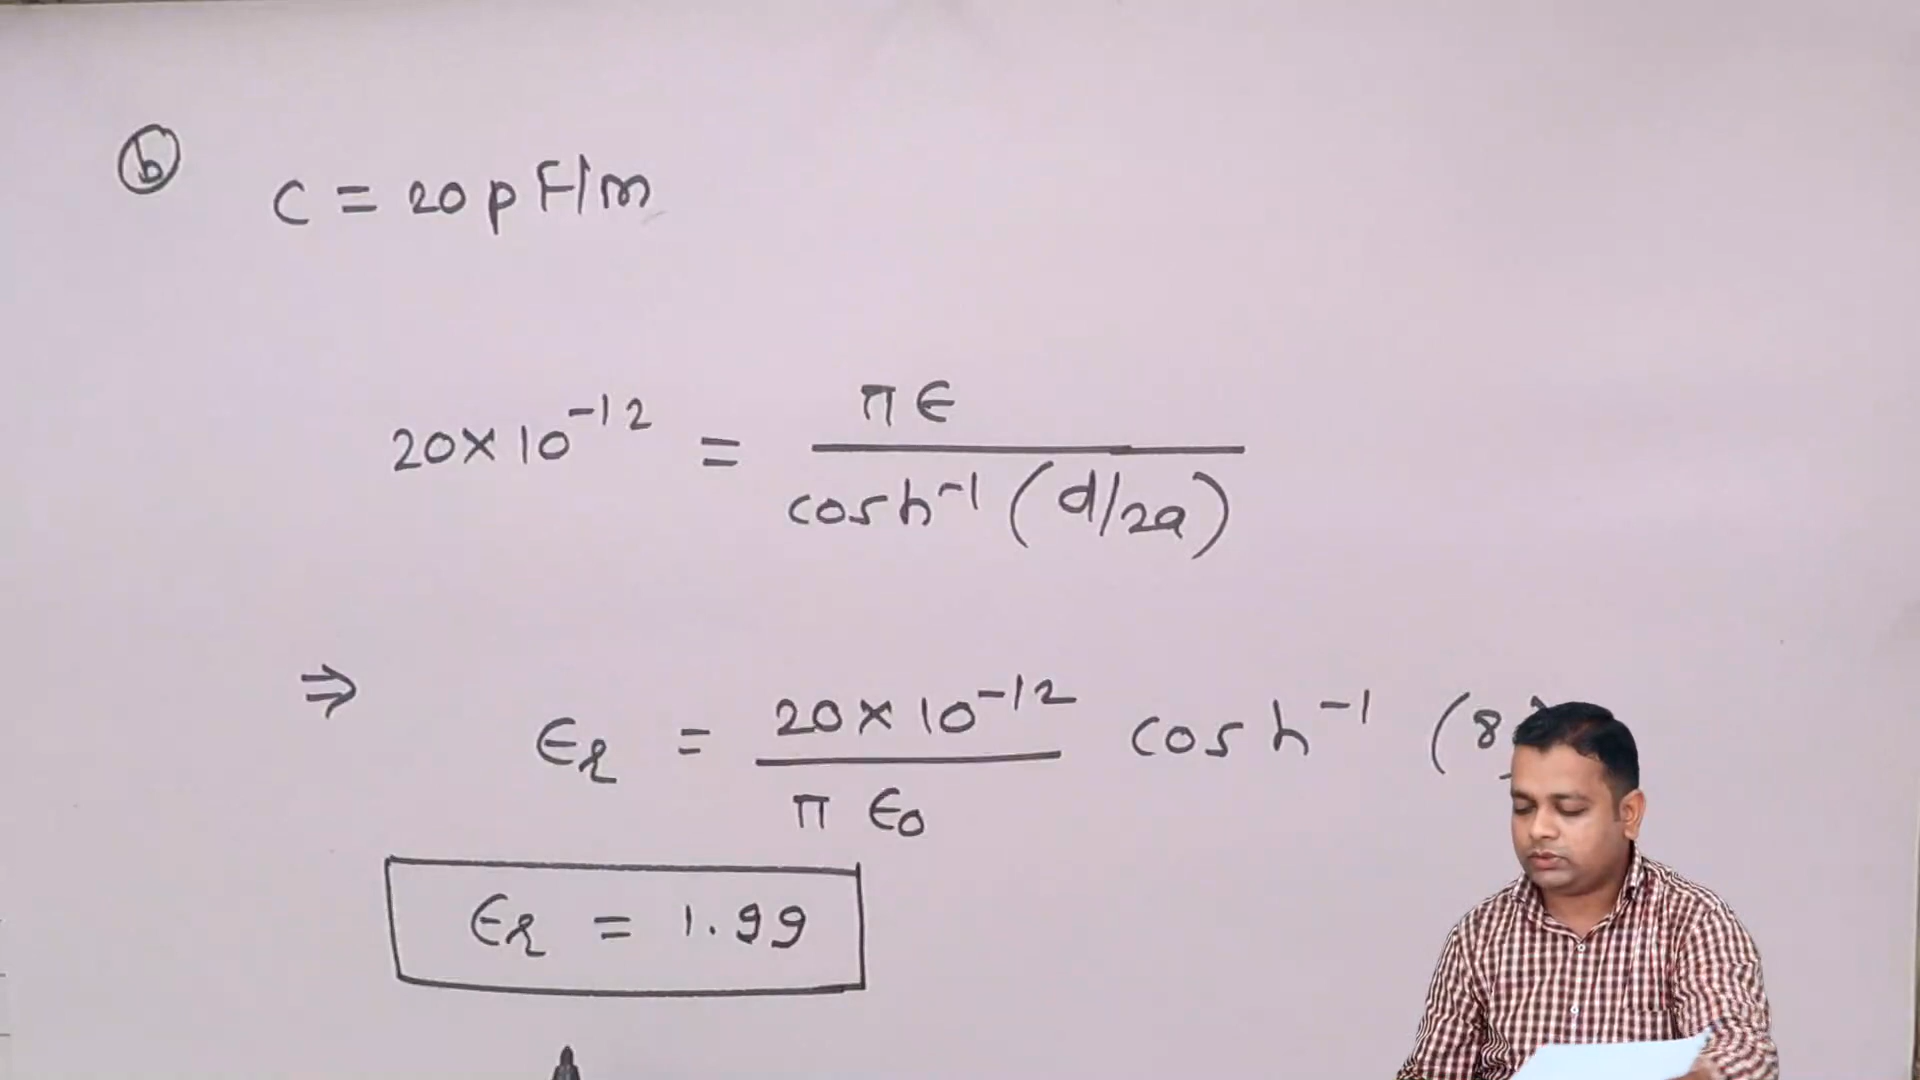 (b) C = 20 pF/m
20 × 10^-12 = πϵ / cosh^-1 (d/2a)
⇒ ϵr = 20 × 10^-12 / π ϵ0 cosh^-1 (8)
ϵr = 1.99